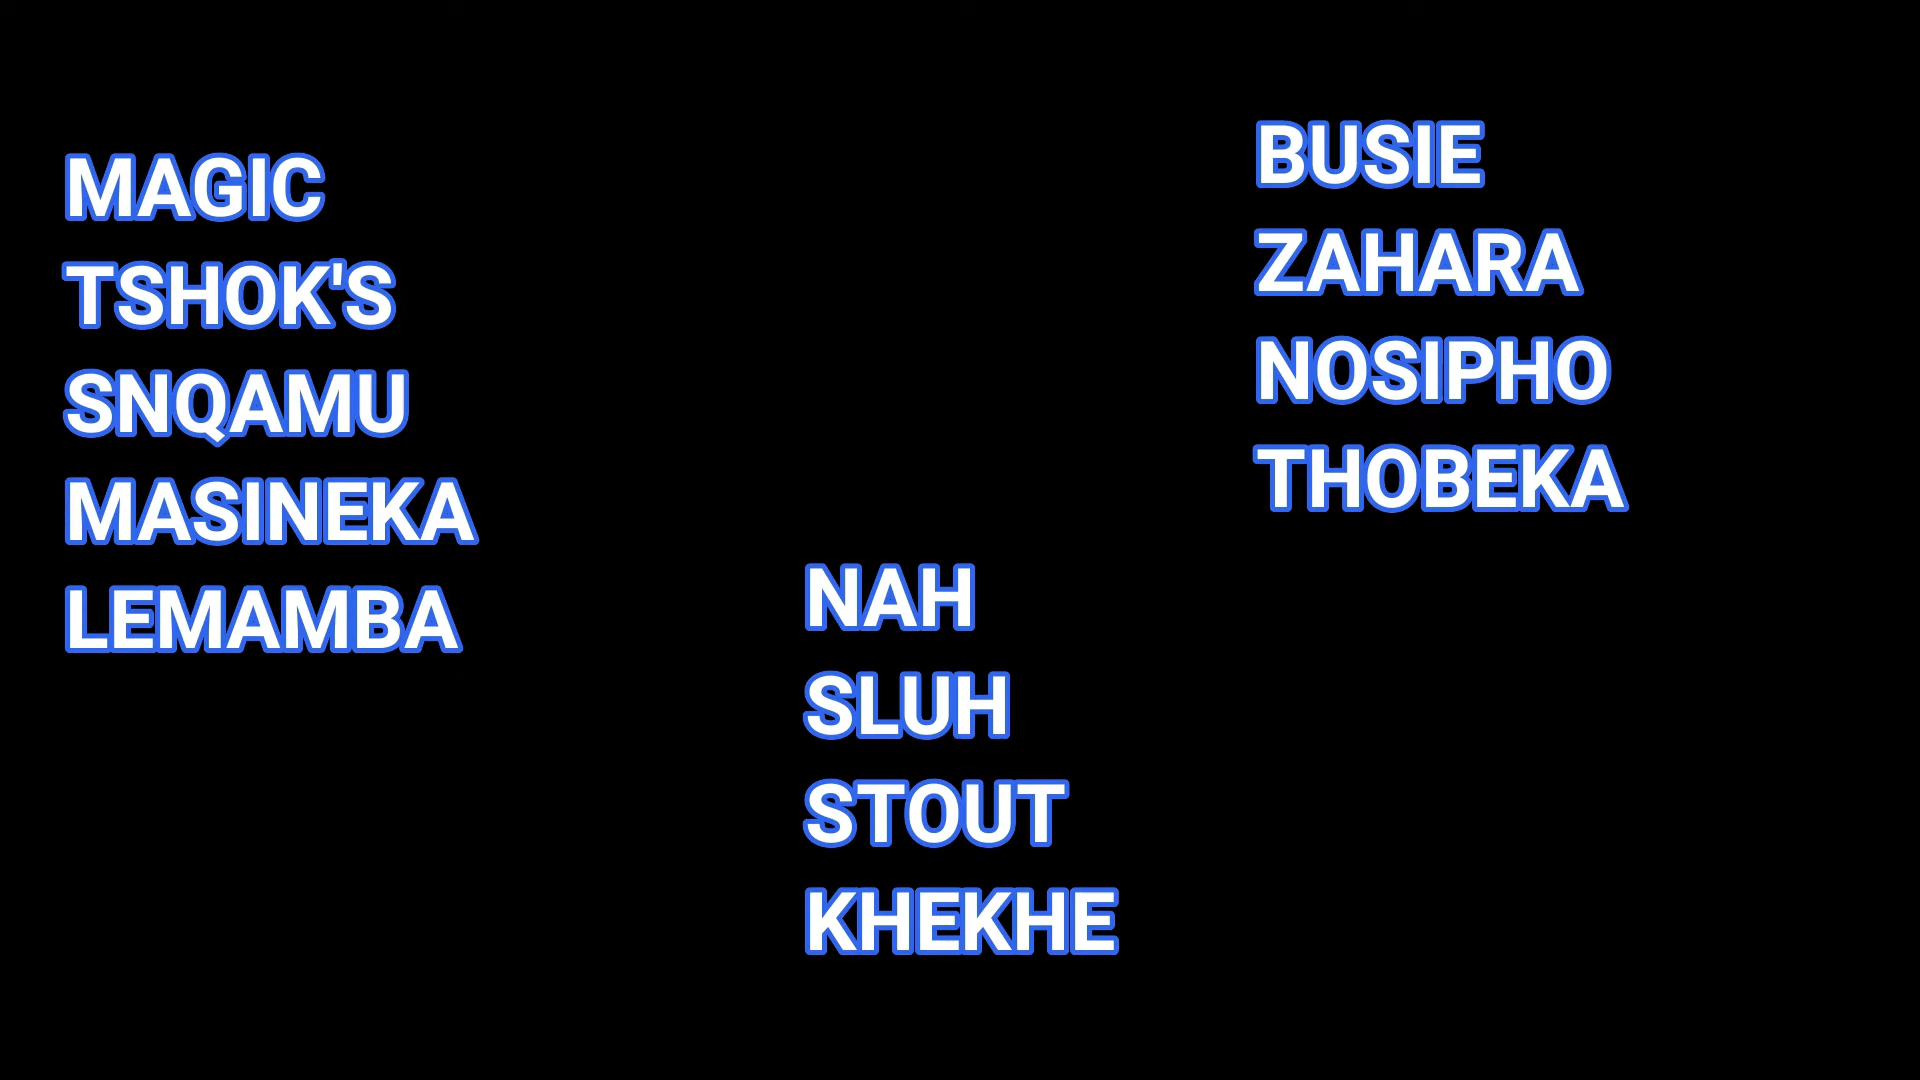 MAGIC
TSHOK'S
SNQAMU
MASINEKA
LEMAMBA
NAH
SLUH
STOUT
KHEKHE
BUSIE
ZAHARA
NOSIPHO
THOBEKA